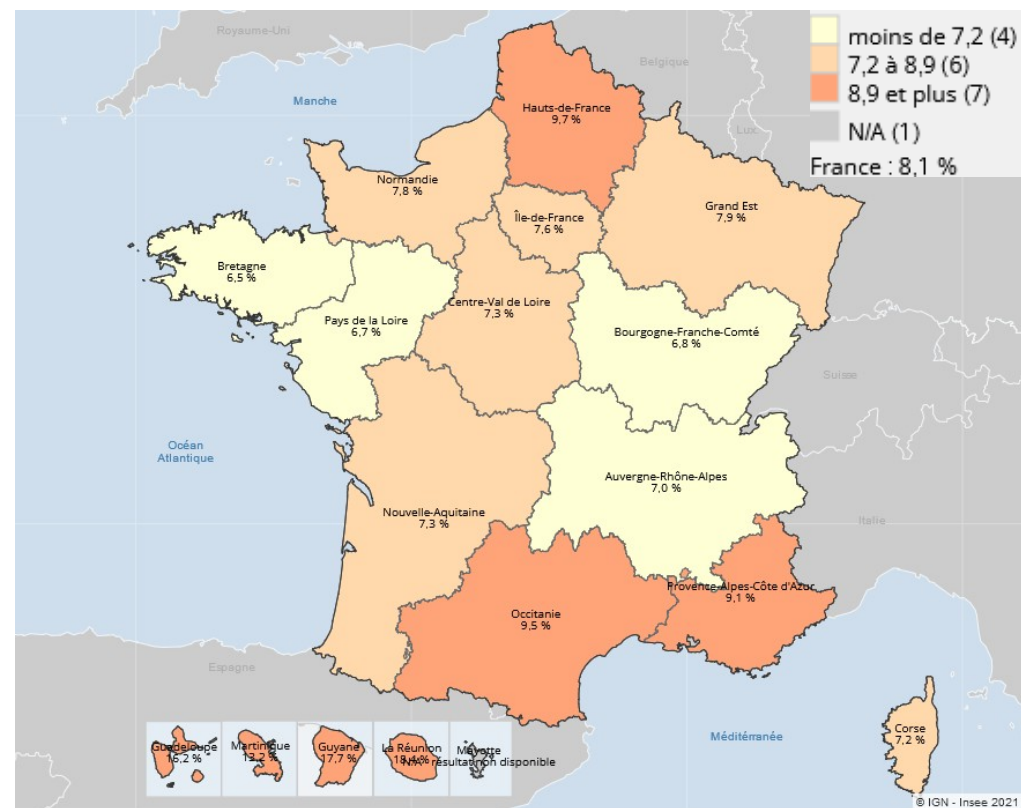 Royaume-Uni
moins de 7,2 (4)
7,2 à 8,9 (6)
8,9 et plus (7)
N/A (1)
France : 8,1 %
Belgique
Manche
Hauts-de-France
9,7 %
Lux.
Normandie
7,8 %
Île-de-France
7,6 %
Grand Est
7,9 %
Bretagne
6,5 %
Pays de la Loire
6,7 %
Centre-Val de Loire
7,3 %
Bourgogne-Franche-Comté
6,8 %
Suisse
Océan
Atlantique
Auvergne-Rhône-Alpes
7,0 %
Nouvelle-Aquitaine
7,3 %
Italie
Provence-Alpes-Côte d'Azur
9,1 %
Occitanie
9,5 %
Espagne
Méditérranée
Corse
7,2 %
Guadeloupe
16,2 %
Martinique
13,2 %
Guyane
17,7 %
La Réunion
Mayotte
résultat non disponible
© IGN - Insee 2021